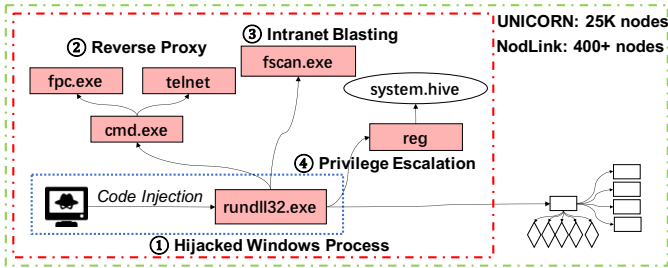 UNICORN: 25K nodes
NodLink: 400+ nodes
② Reverse Proxy
③ Intranet Blasting
fpc.exe
telnet
fscan.exe
system.hive
cmd.exe
reg
④ Privilege Escalation
Code Injection
rundll32.exe
① Hijacked Windows Process